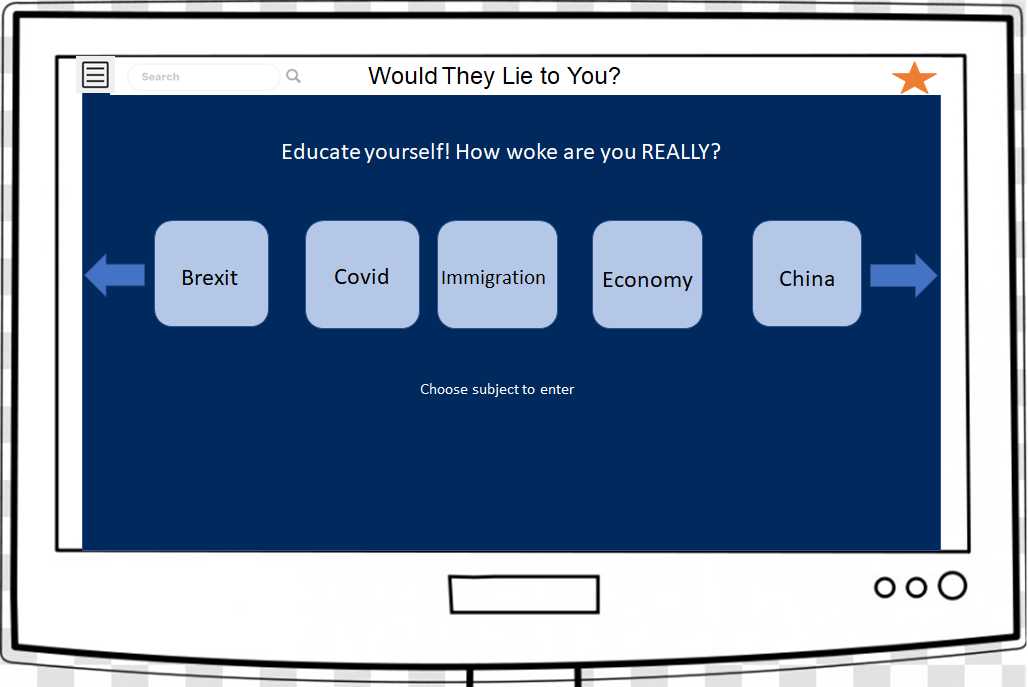 Search
Would They Lie to You?
Educate yourself! How woke are you REALLY?
Brexit
Covid
Immigration
Economy
China
Choose subject to enter